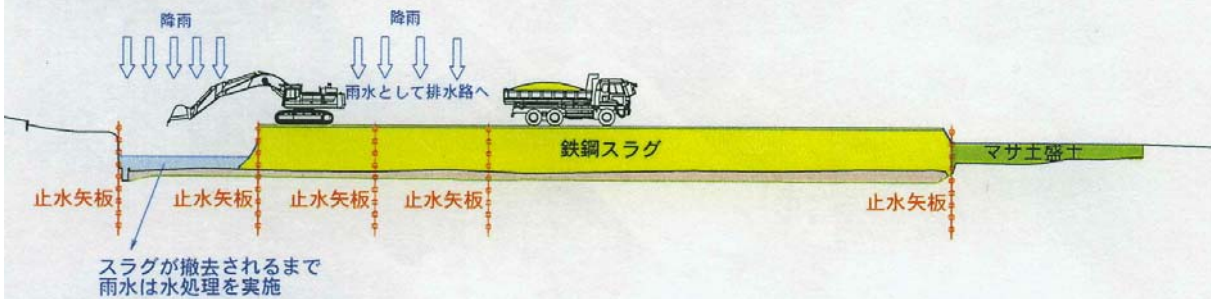 降雨
降雨
雨水として排水路へ
鉄鋼スラグ
マサ土盛土
止水矢板
止水矢板
止水矢板
止水矢板
止水矢板
スラグが撤去されるまで
雨水は水処理を実施